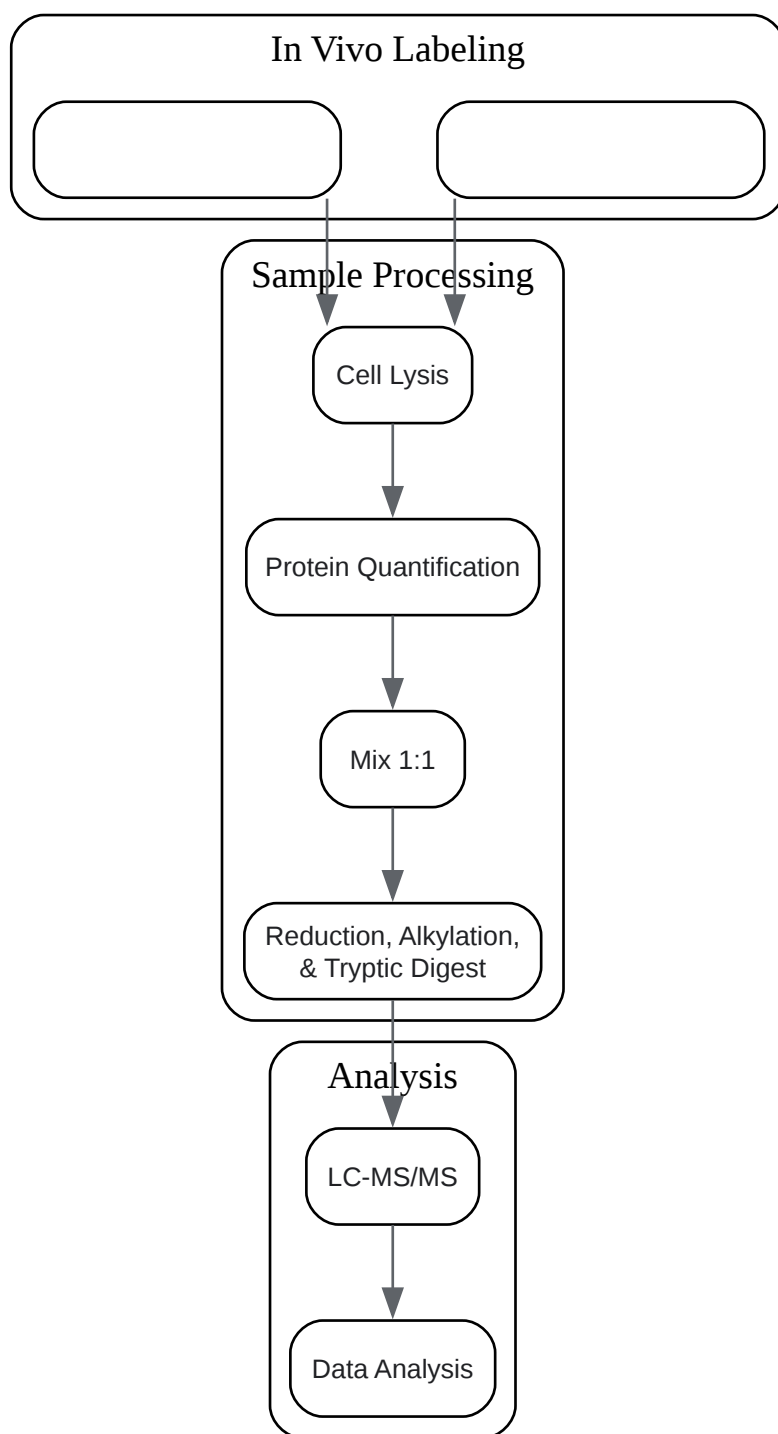 In Vivo Labeling
Sample Processing
Cell Lysis
Protein Quantification
Mix 1:1
Reduction, Alkylation,
& Tryptic Digest
Analysis
LC-MS/MS
Data Analysis